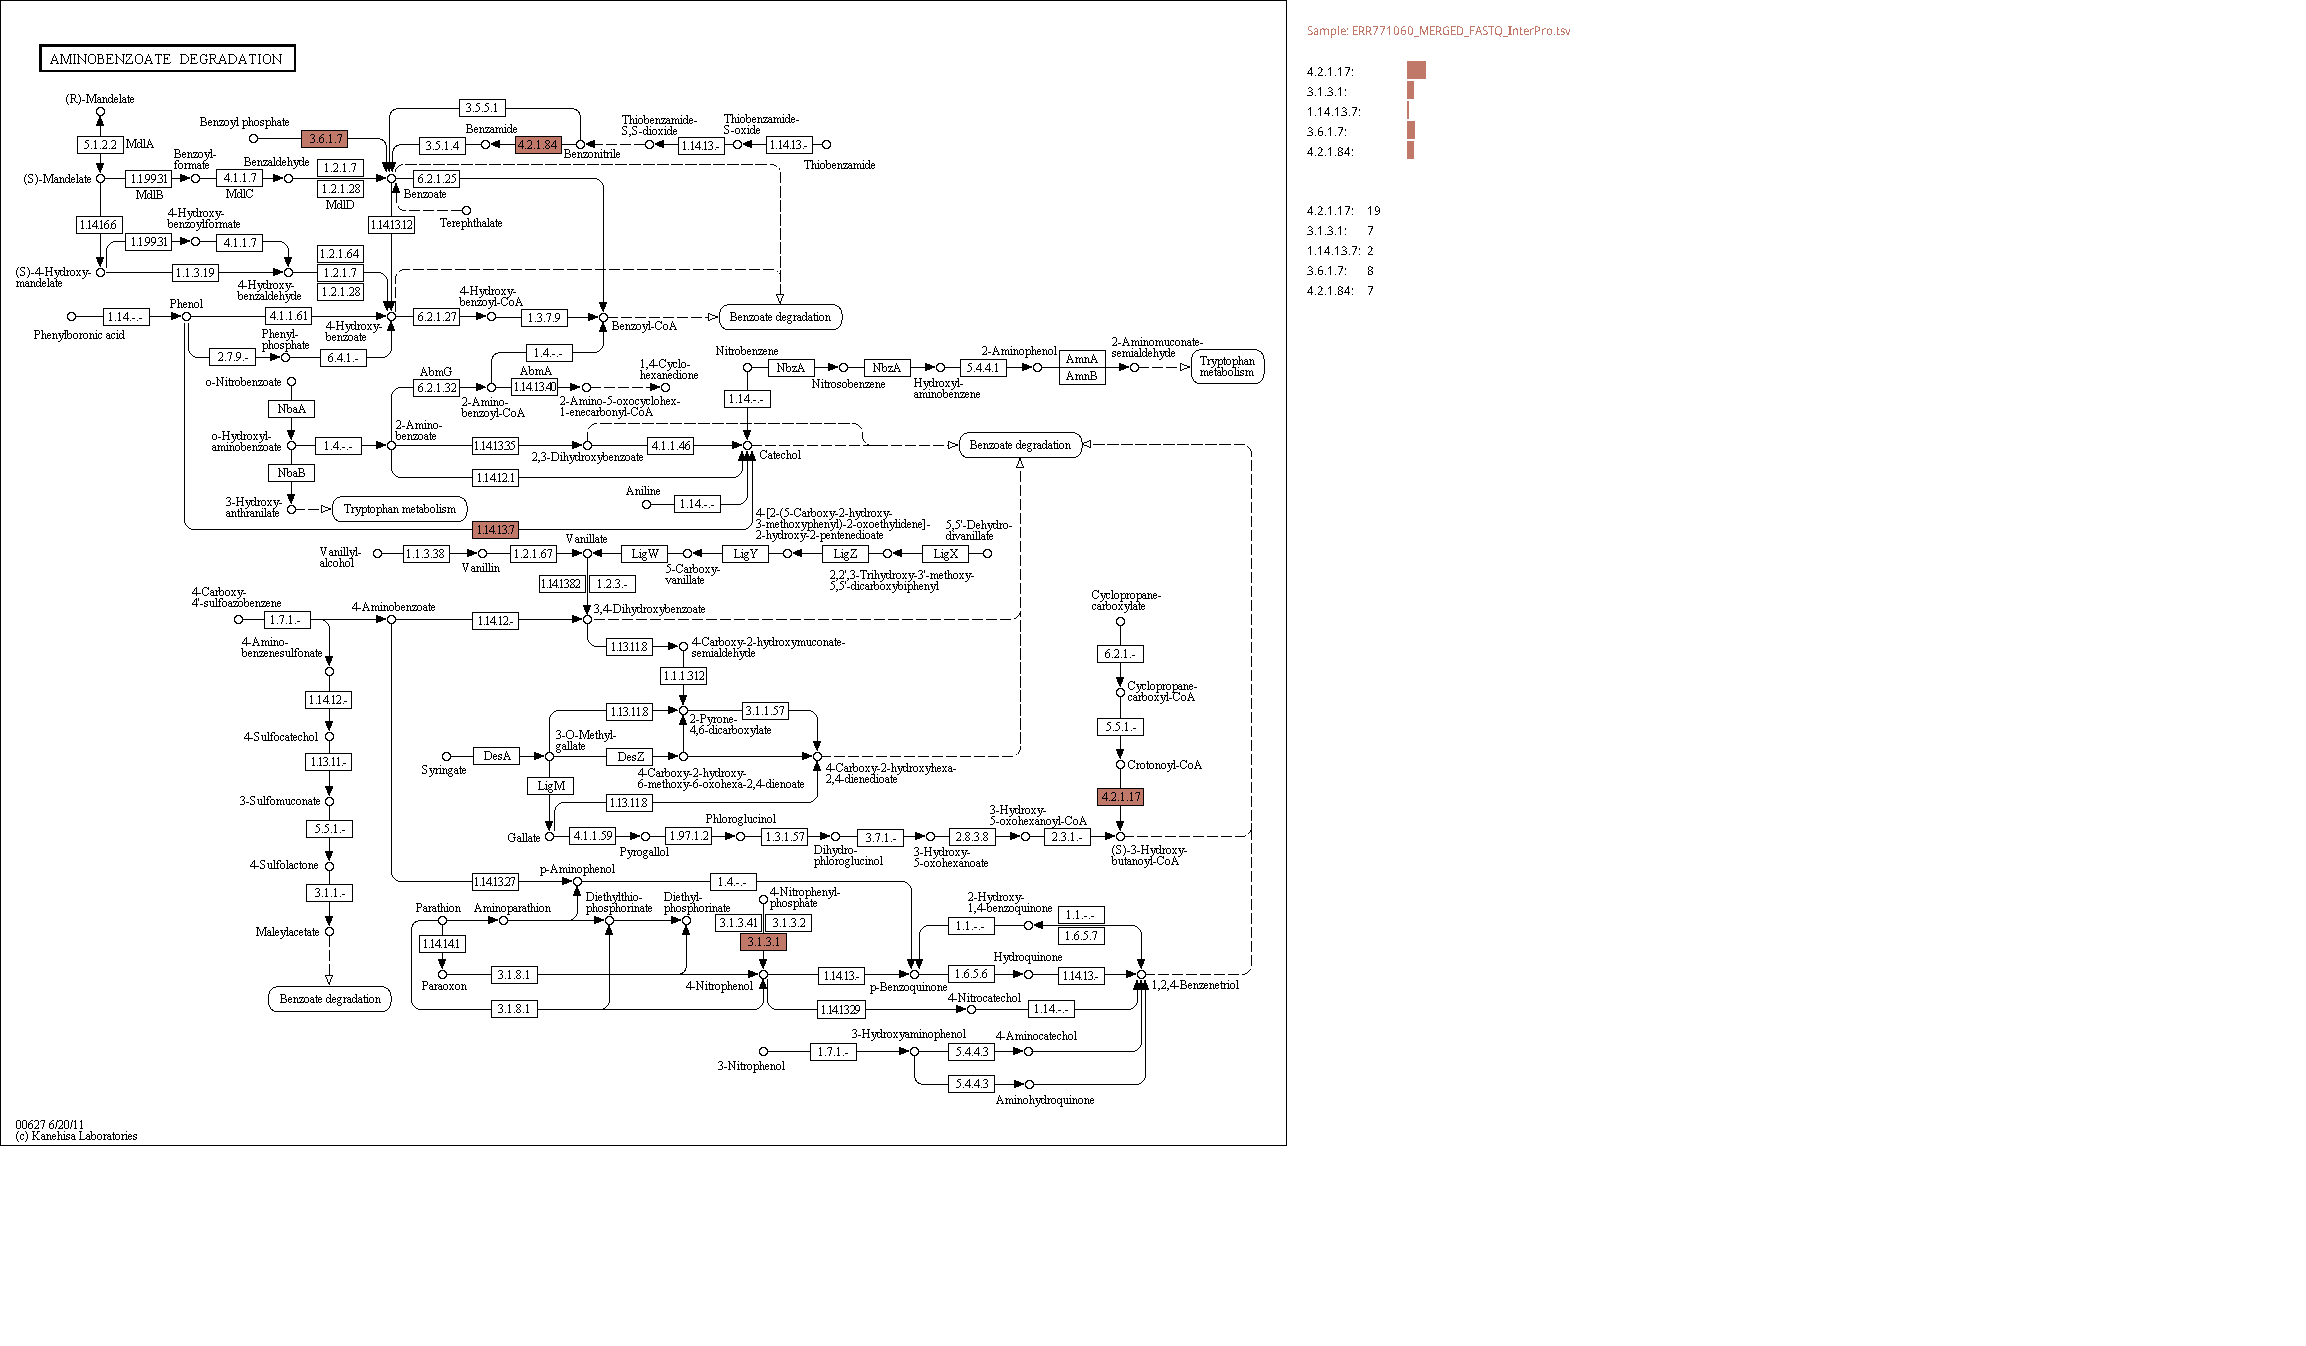 AMINOBENZOATE DEGRADATION
Sample: ERR771060_MERGED_FASTQ_InterPro.tsv
4.2.1.17:
3.1.3.1:
1.14.13.7:
3.6.1.7:
4.2.1.84:
4.2.1.17: 19
3.1.3.1: 7
1.14.13.7: 2
3.6.1.7: 8
4.2.1.84: 7
(R)-Mandelate
5.1.2.2
MdlA
Benzoyl phosphate
3.6.1.7
3.5.5.1
Benzamide
3.5.1.4
4.2.1.84
Benzonitrile
Thiobenzamide-
S,S-dioxide
Thiobenzamide-
S-oxide
1.14.13.-
1.14.13.-
Thiobenzamide
(S)-Mandelate
1.1.99.31
MdlB
Benzoyl-
formate
4.1.1.7
MdlC
Benzaldehyde
1.2.1.7
1.2.1.28
MdlD
6.2.1.25
Benzoate
Terephthalate
1.14.16.6
4-Hydroxy-
benzoylformate
1.1.99.31
4.1.1.7
1.14.13.12
(S)-4-Hydroxy-
mandelate
1.1.3.19
4-Hydroxy-
benzaldehyde
1.2.1.64
1.2.1.7
1.2.1.28
Phenylboronic acid
1.14.-.-
Phenol
4.1.1.61
4-Hydroxy-
benzoate
6.2.1.27
4-Hydroxy-
benzoyl-CoA
1.3.7.9
Benzoyl-CoA
Benzoate degradation
2.7.9.-
Phenyl-
phosphate
6.4.1.-
1.4.-.-
o-Nitrobenzoate
AbmG
6.2.1.32
AbmA
1.14.13.40
1,4-Cyclo-
hexanedione
2-Amino-
benzoyl-CoA
2-Amino-5-oxocyclohex-
1-enecarbonyl-CoA
Nitrobenzene
NbzA
Nitrosobenzene
NbzA
Hydroxyl-
aminobenzene
5.4.4.1
2-Aminophenol
AmnA
AmnB
2-Aminomuconate-
semialdehyde
Tryptophan
metabolism
1.14.-.-
NbaA
o-Hydroxyl-
aminobenzoate
1.4.-.-
2-Amino-
benzoate
1.14.13.35
2,3-Dihydroxybenzoate
4.1.1.46
Catechol
Benzoate degradation
1.14.12.1
NbaB
3-Hydroxy-
anthranilate
Tryptophan metabolism
Aniline
1.14.-.-
1.14.13.7
Vanillyl-
alcohol
1.1.3.38
Vanillin
1.2.1.67
Vanillate
LigW
5-Carboxy-
vanillate
LigY
4-[2-(5-Carboxy-2-hydroxy-
3-methoxyphenyl)-2-oxoethylidene]-
2-hydroxy-2-pentenedioate
LigZ
2,2',3-Trihydroxy-3'-methoxy-
5,5'-dicarboxybiphenyl
LigX
5,5'-Dehydro-
divanillate
1.14.13.82
1.2.3.-
4-Carboxy-
4'-sulfoazobenzene
1.7.1.-
4-Aminobenzoate
1.14.12.-
3,4-Dihydroxybenzoate
4-Amino-
benzenesulfonate
1.13.11.8
4-Carboxy-2-hydroxymuconate-
semialdehyde
1.1.1.312
Cyclopropane-
carboxylate
6.2.1.-
Cyclopropane-
carboxyl-CoA
5.5.1.-
Crotonoyl-CoA
4.2.1.17
1.14.12.-
4-Sulfocatechol
1.13.11.-
3-Sulfomuconate
5.5.1.-
4-Sulfolactone
3.1.1.-
Maleylacetate
Benzoate degradation
1.13.11.8
2-Pyrone-
4,6-dicarboxylate
3.1.1.57
Syringate
DesA
3-O-Methyl-
gallate
DesZ
4-Carboxy-2-hydroxy-
6-methoxy-6-oxohexa-2,4-dienoate
4-Carboxy-2-hydroxyhexa-
2,4-dienedioate
LigM
1.13.11.8
Gallate
4.1.1.59
Pyrogallol
1.97.1.2
Phloroglucinol
1.3.1.57
Dihydro-
phloroglucinol
3.7.1.-
3-Hydroxy-
5-oxohexanoate
2.8.3.8
3-Hydroxy-
5-oxohexanoyl-CoA
2.3.1.-
(S)-3-Hydroxy-
butanoyl-CoA
1.14.13.27
p-Aminophenol
1.4.-.-
Parathion
Aminoparathion
Diethylthio-
phosphorinate
Diethyl-
phosphorinate
4-Nitrophenyl-
phosphate
3.1.3.41
3.1.3.2
3.1.3.1
1.14.14.1
Paraoxon
3.1.8.1
3.1.8.1
4-Nitrophenol
1.14.13.-
p-Benzoquinone
2-Hydroxy-
1,4-benzoquinone
1.1.-.-
1.1.-.-
1.6.5.7
1.6.5.6
Hydroquinone
1.14.13.-
1,2,4-Benzenetriol
1.14.13.29
4-Nitrocatechol
1.14.-.-
3-Nitrophenol
1.7.1.-
3-Hydroxyaminophenol
5.4.4.3
4-Aminocatechol
5.4.4.3
Aminohydroquinone
00627 6/20/11
(c) Kanehisa Laboratories